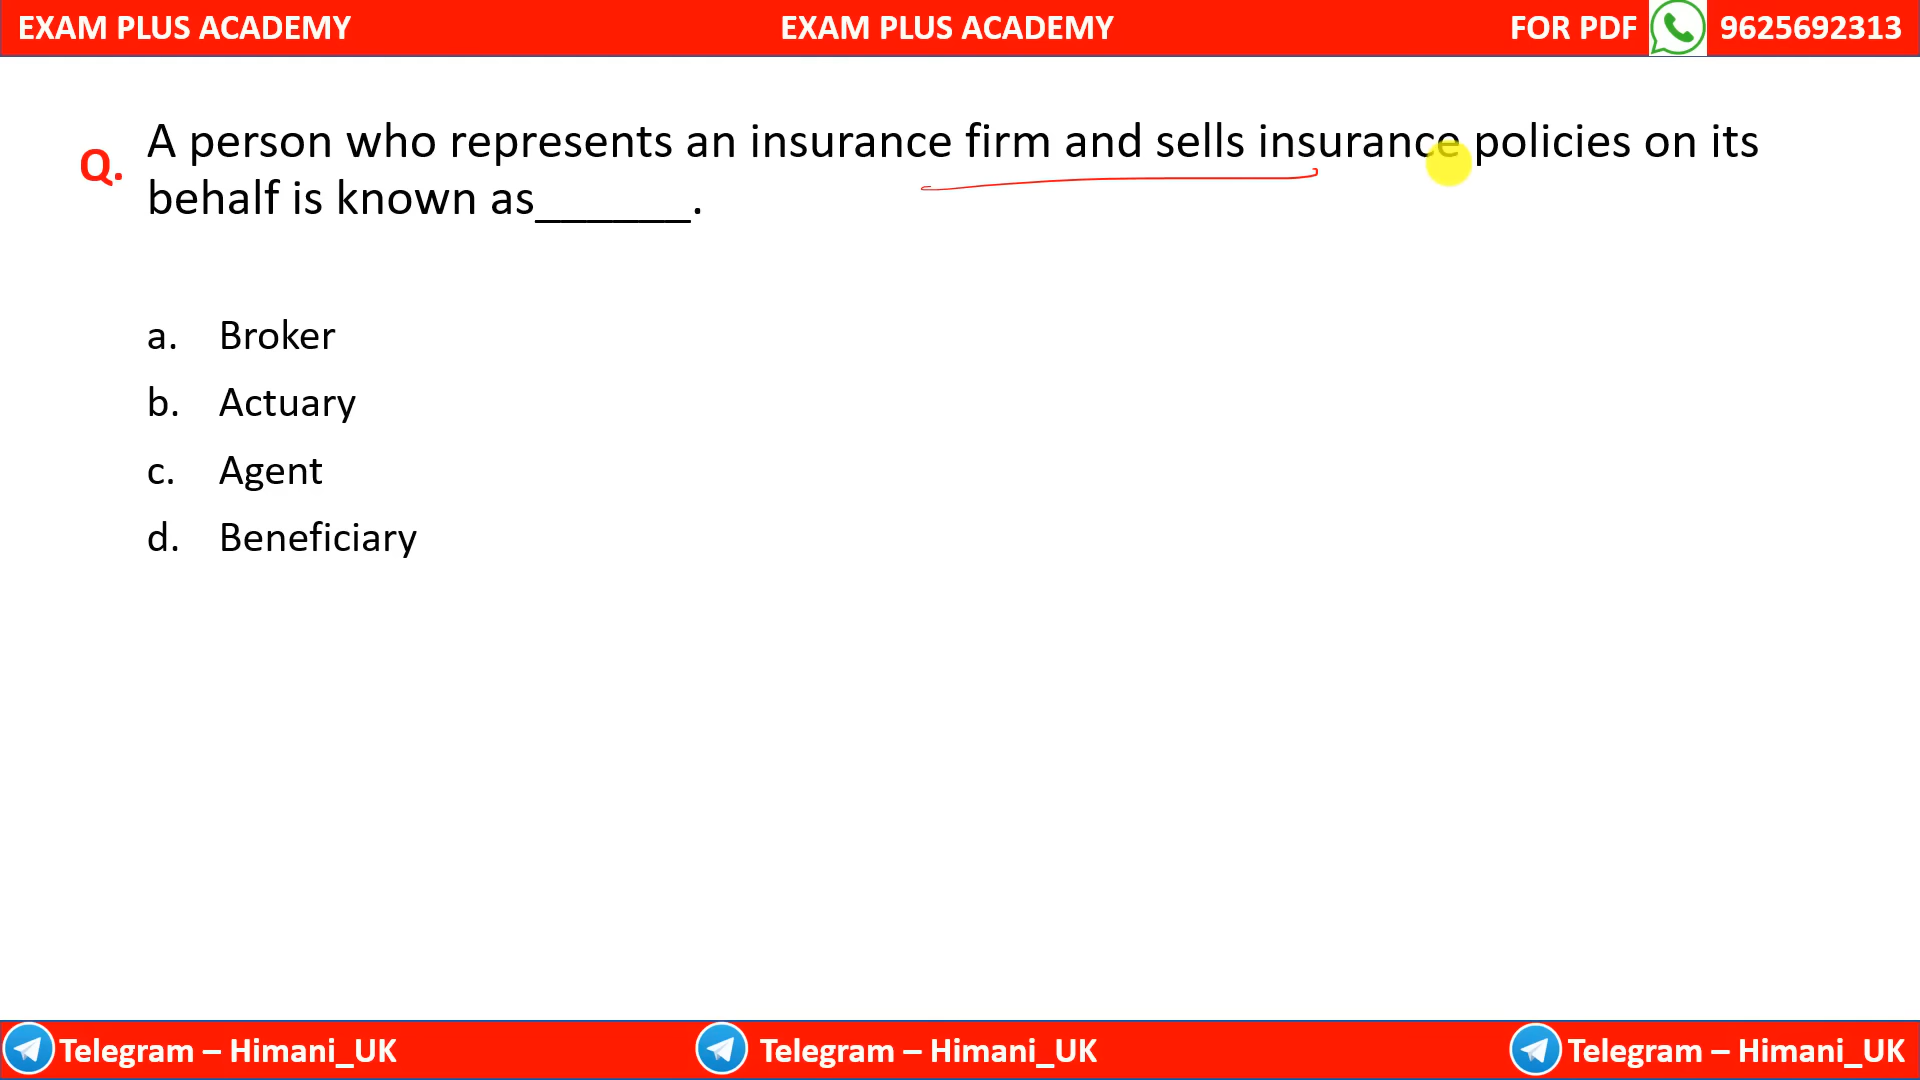 EXAM PLUS ACADEMY EXAM PLUS ACADEMY FOR PDF 9625692313
Q. A person who represents an insurance firm and sells insurance policies on its
behalf is known as______.
a. Broker
b. Actuary
c. Agent
d. Beneficiary
Telegram – Himani_UK Telegram – Himani_UK Telegram – Himani_UK